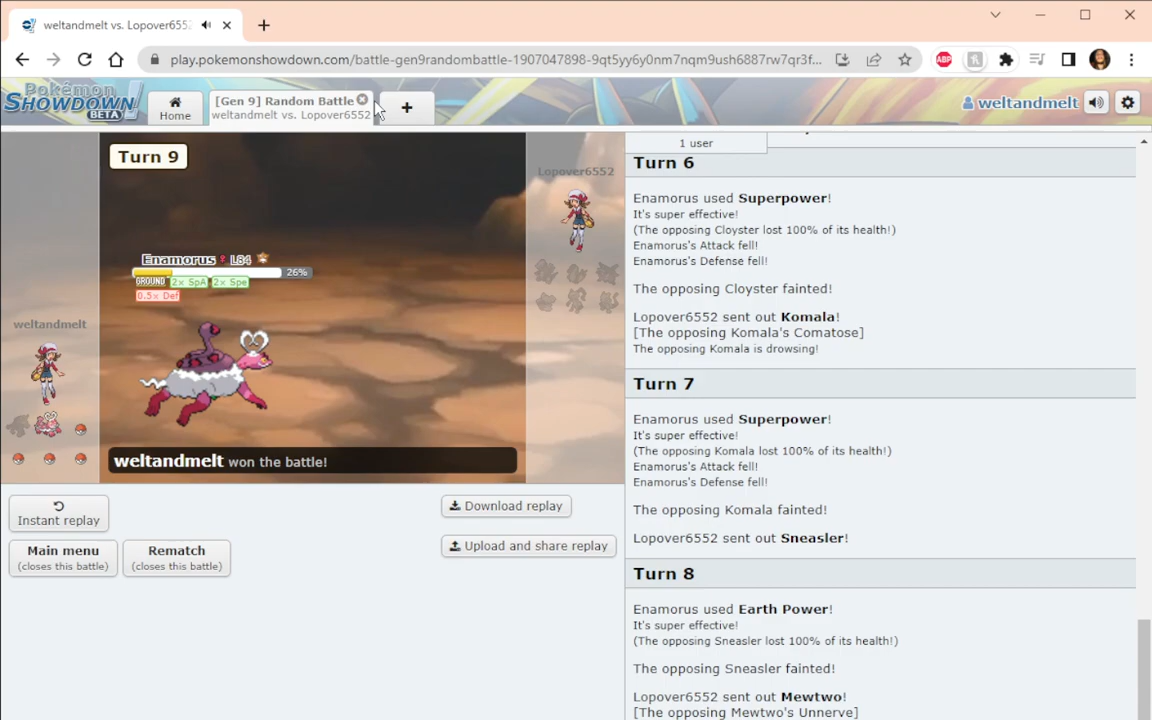 weltandmelt vs. Lopover6552
play.pokemonshowdown.com/battle-gen9randombattle-1907047898-9qt5yy6y0nm7nqm9ush6887rw7qr3f...
ABP
Pokémon
SHOWDOWN!
BETA
Home
[Gen 9] Random Battle
weltandmelt vs. Lopover6552
+
weltandmelt
Turn 9
Lopover6552
Enamorus L84
26%
GROUND 2× SpA 2× Spe
0.5× Def
weltandmelt
weltandmelt won the battle!
Instant replay
Download replay
Main menu
(closes this battle)
Rematch
(closes this battle)
Upload and share replay
1 user
Turn 6
Enamorus used Superpower!
It's super effective!
(The opposing Cloyster lost 100% of its health!)
Enamorus's Attack fell!
Enamorus's Defense fell!
The opposing Cloyster fainted!
Lopover6552 sent out Komala!
[The opposing Komala's Comatose]
The opposing Komala is drowsing!
Turn 7
Enamorus used Superpower!
It's super effective!
(The opposing Komala lost 100% of its health!)
Enamorus's Attack fell!
Enamorus's Defense fell!
The opposing Komala fainted!
Lopover6552 sent out Sneasler!
Turn 8
Enamorus used Earth Power!
It's super effective!
(The opposing Sneasler lost 100% of its health!)
The opposing Sneasler fainted!
Lopover6552 sent out Mewtwo!
[The opposing Mewtwo's Unnerve]